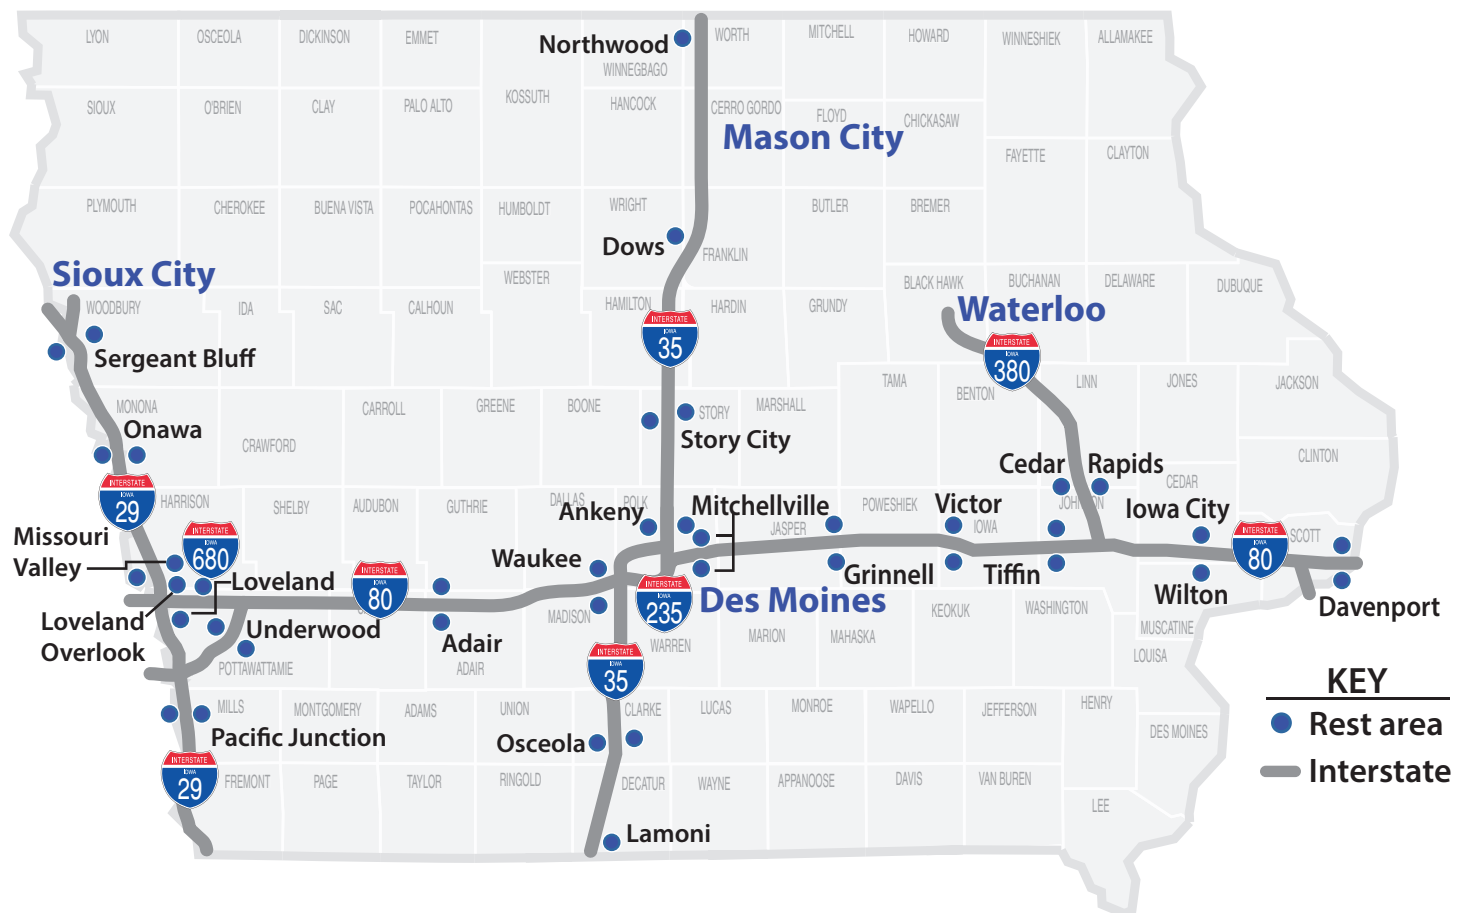 LYON
OSCEOLA
DICKINSON
EMMET
Northwood
WORTH
MITCHELL
HOWARD
WINNESHIEK
ALLAMAKEE
WINNEGBAGO
SIOUX
O'BRIEN
CLAY
PALO ALTO
KOSSUTH
HANCOCK
CERRO GORDO
FLOYD
CHICKASAW
Mason City
FAYETTE
CLAYTON
PLYMOUTH
CHEROKEE
BUENA VISTA
POCAHONTAS
HUMBOLDT
WRIGHT
BUTLER
BREMER
Dows
FRANKLIN
Sioux City
WEBSTER
BLACK HAWK
BUCHANAN
DELAWARE
DUBUQUE
WOODBURY
IDA
SAC
CALHOUN
HAMILTON
HARDIN
GRUNDY
Waterloo
INTERSTATE
IOWA
35
INTERSTATE
IOWA
380
Sergeant Bluff
TAMA
BENTON
LINN
JONES
JACKSON
MONONA
CARROLL
GREENE
BOONE
STORY
MARSHALL
Onawa
CRAWFORD
Story City
CLINTON
Cedar Rapids
CEDAR
INTERSTATE
IOWA
29
HARRISON
SHELBY
AUDUBON
GUTHRIE
DALLAS
POLK
Ankeny
Mitchellville
JASPER
POWESHIEK
Victor
IOWA
Iowa City
SCOTT
Missouri
Valley
INTERSTATE
IOWA
680
Waukee
INTERSTATE
IOWA
80
Loveland
INTERSTATE
IOWA
80
Grinnell
Tiffin
Wilton
Davenport
Loveland
Overlook
Underwood
Adair
MADISON
INTERSTATE
IOWA
235
Des Moines
KEOKUK
WASHINGTON
MUSCATINE
POTTAWATTAMIE
ADAIR
INTERSTATE
IOWA
35
WARREN
MARION
MAHASKA
LOUISA
MILLS
MONTGOMERY
ADAMS
UNION
CLARKE
LUCAS
MONROE
WAPELLO
JEFFERSON
HENRY
DES MOINES
KEY
Rest area
Interstate
Pacific Junction
Osceola
INTERSTATE
IOWA
29
FREMONT
PAGE
TAYLOR
RINGOLD
DECATUR
WAYNE
APPANOOSE
DAVIS
VAN BUREN
LEE
Lamoni